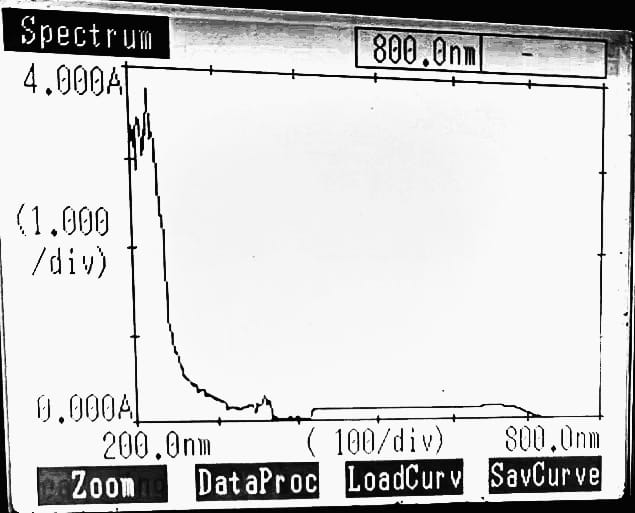 Spectrum
800.0nm -
4.000A
(1.000
/div)
0.000A
200.0nm ( 100/div) 800.0nm
Zoom DataProc LoadCurv SavCurve